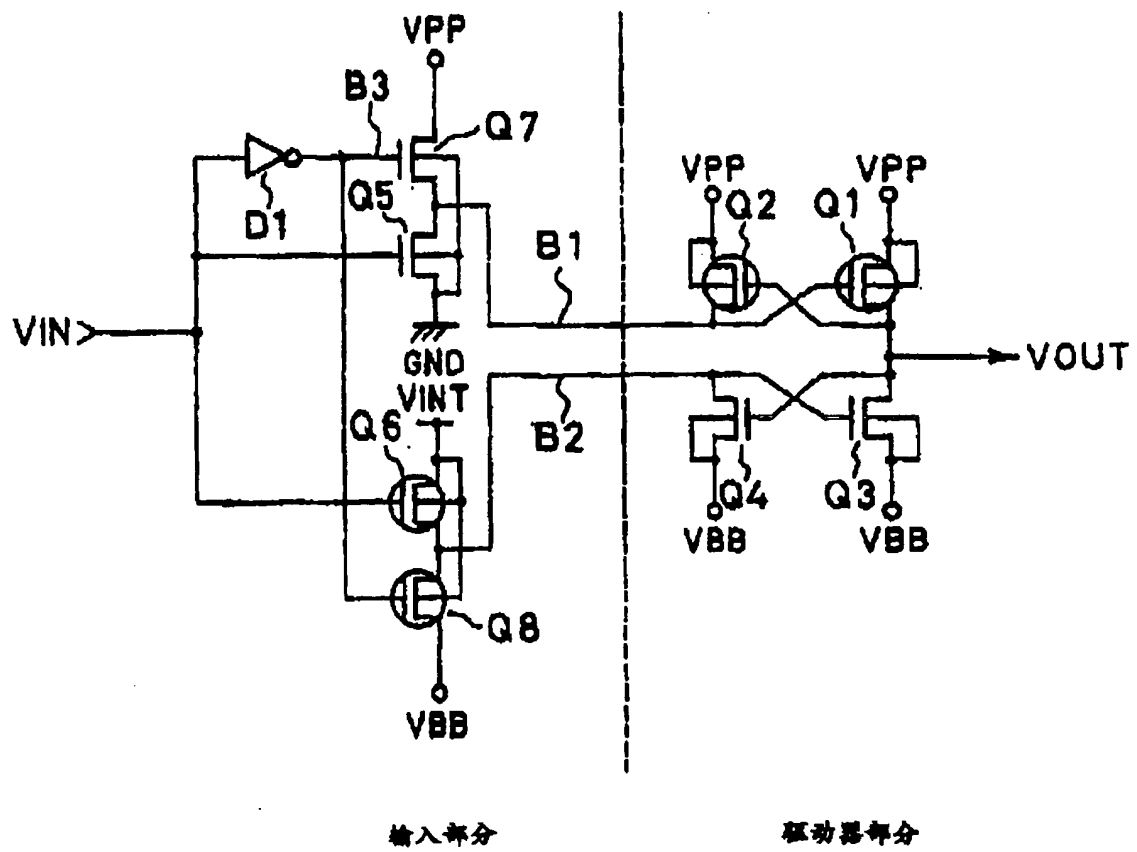 VPP
B3
Q7
D1
Q5
VIN
GND
VINT
Q6
Q8
VBB
B1
B2
VPP
VPP
Q2
Q1
VOUT
Q4
Q3
VBB
VBB
输入部分
驱动器部分